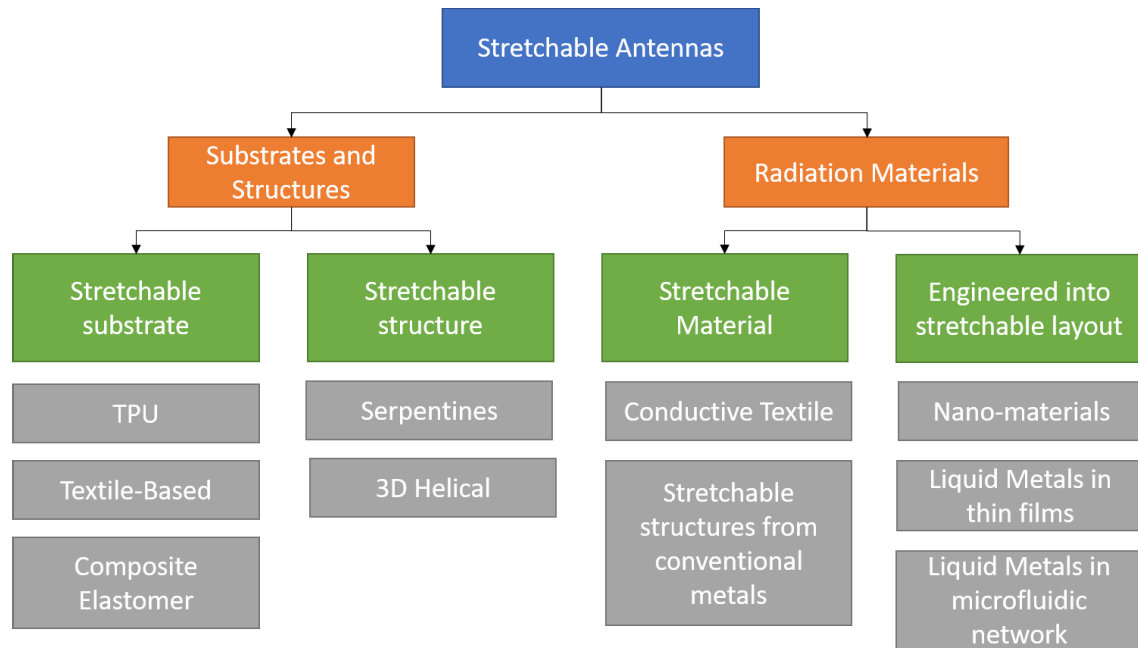 Stretchable Antennas
Substrates and
Structures
Radiation Materials
Stretchable
substrate
Stretchable
structure
Stretchable
Material
Engineered into
stretchable layout
TPU
Serpentines
Conductive Textile
Nano-materials
Textile-Based
3D Helical
Stretchable
structures from
conventional
metals
Liquid Metals in
thin films
Composite
Elastomer
Liquid Metals in
microfluidic
network